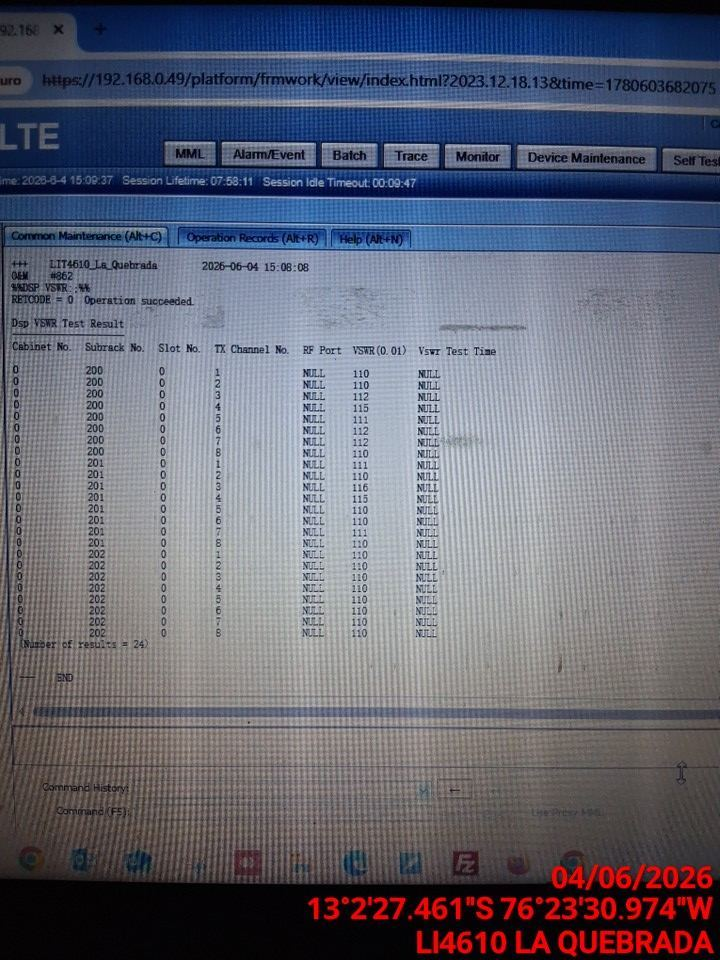 92.168
https://192.168.0.49/platform/frmwork/view/index.html?2023.12.18.13&time=1780603682075
LTE
MML Alarm/Event Batch Trace Monitor Device Maintenance Self
me: 2026-6-4 15:09:37 Session Lifetime: 07:58:11 Session Idle Timeout: 00:09:47
Common Maintenance (Alt+C) Operation Records (Alt+R) Help (Alt+N)
+++ LIT4610_La_Quebrada 2026-06-04 15:08:08
O&M #862
%%DSP VSWR:;%%
RETCODE = 0 Operation succeeded.
Dsp VSWR Test Result
Cabinet No. Subrack No. Slot No. TX Channel No. RF Port VSWR(0.01) Vswr Test Time
0 200 0 1 NULL 110 NULL
0 200 0 2 NULL 110 NULL
0 200 0 3 NULL 112 NULL
0 200 0 4 NULL 115 NULL
0 200 0 5 NULL 111 NULL
0 200 0 6 NULL 112 NULL
0 200 0 7 NULL 112 NULL
0 200 0 8 NULL 110 NULL
0 201 0 1 NULL 111 NULL
0 201 0 2 NULL 110 NULL
0 201 0 3 NULL 116 NULL
0 201 0 4 NULL 115 NULL
0 201 0 5 NULL 110 NULL
0 201 0 6 NULL 110 NULL
0 201 0 7 NULL 111 NULL
0 201 0 8 NULL 110 NULL
0 202 0 1 NULL 110 NULL
0 202 0 2 NULL 110 NULL
0 202 0 3 NULL 110 NULL
0 202 0 4 NULL 110 NULL
0 202 0 5 NULL 110 NULL
0 202 0 6 NULL 110 NULL
0 202 0 7 NULL 110 NULL
0 202 0 8 NULL 110 NULL
(Number of results = 24)
--- END
Command History:
Command (F5):
04/06/2026
13°2'27.461"S 76°23'30.974"W
LI4610 LA QUEBRADA